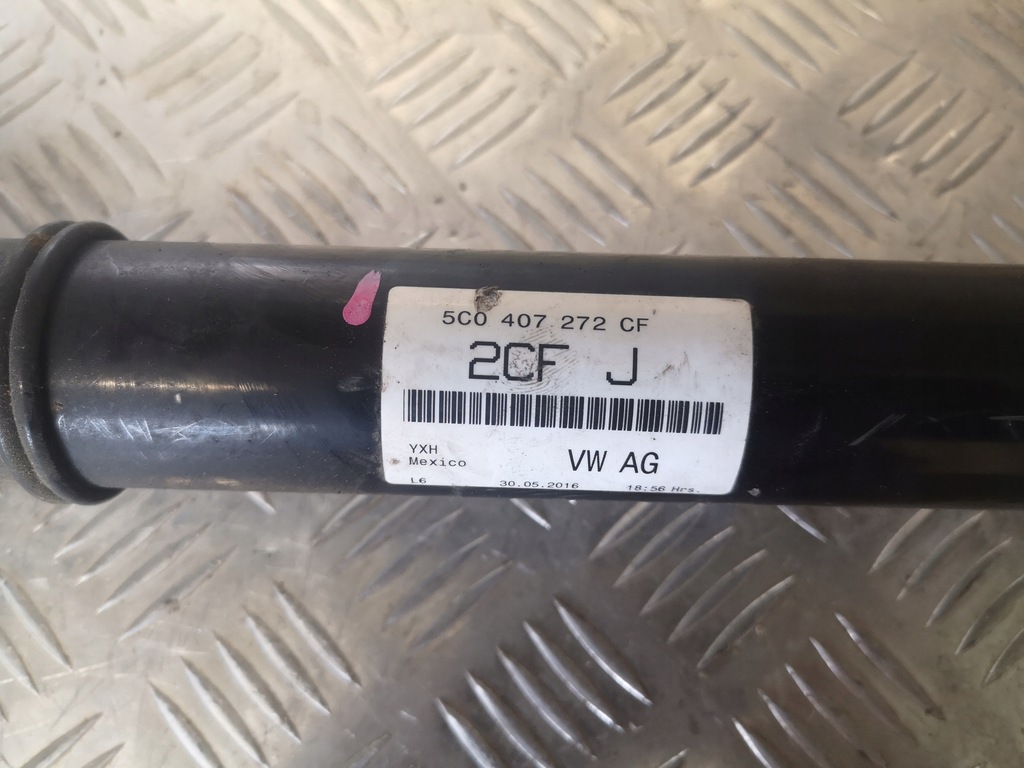 5C0 407 272 CF
2CF J
YXH
Mexico
VW AG
L6 30.05.2016 18:56 Hrs.